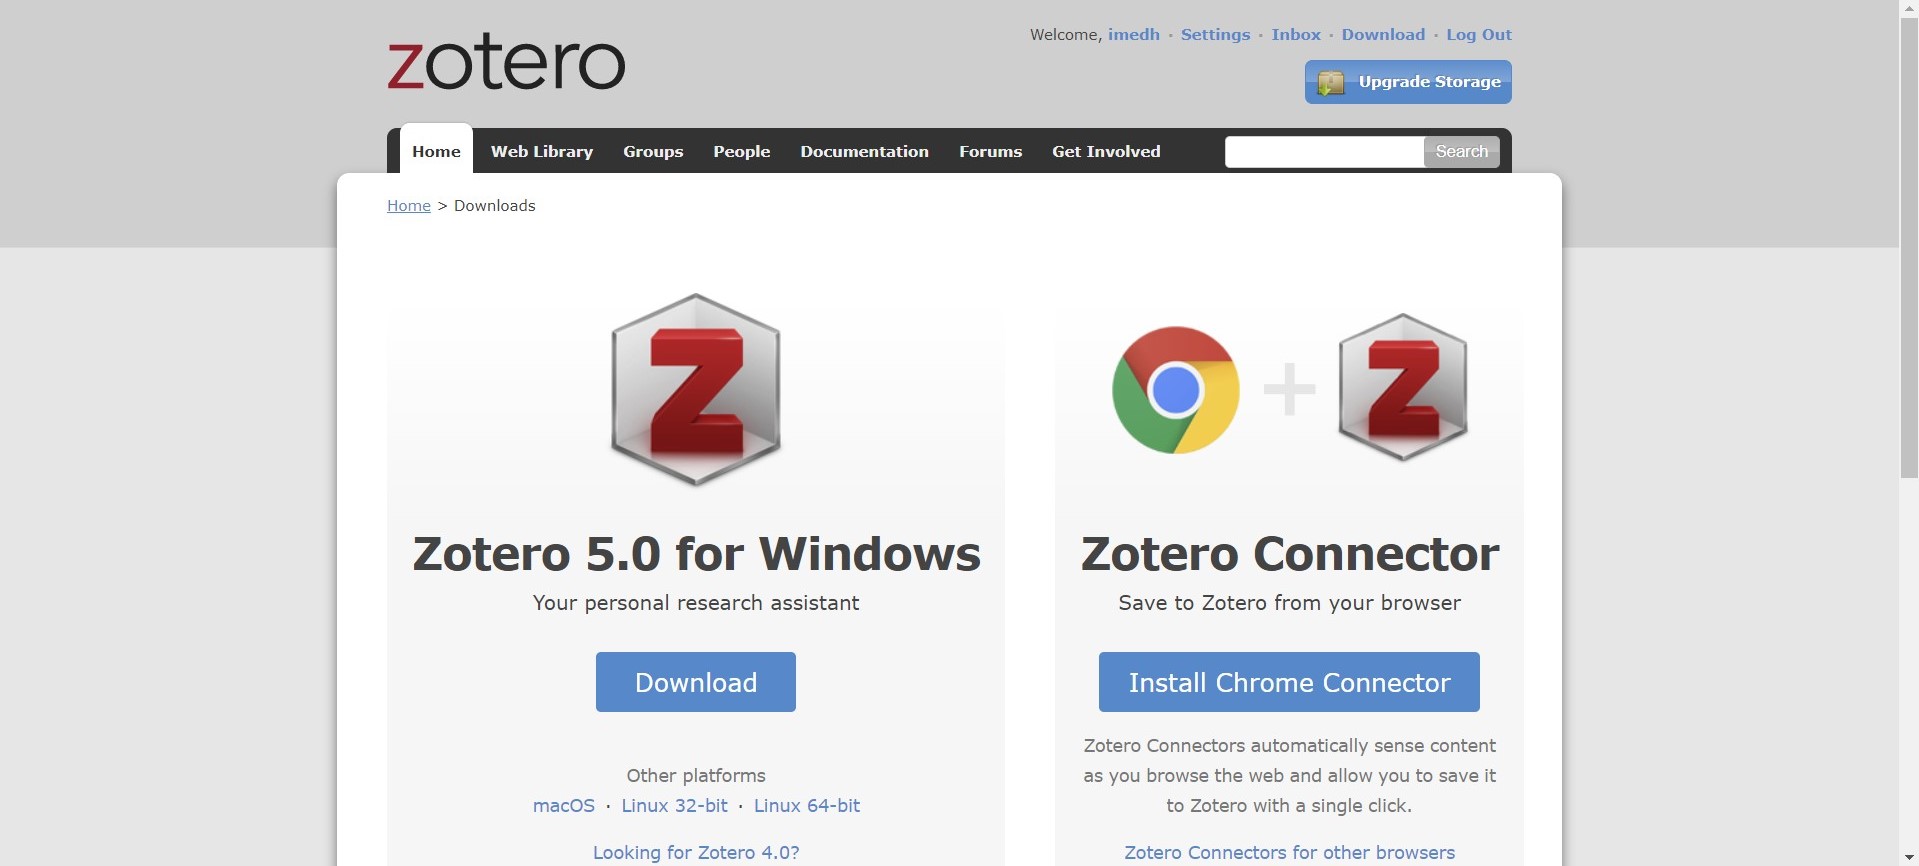 zotero
Welcome, imedh · Settings · Inbox · Download · Log Out
Upgrade Storage
Home Web Library Groups People Documentation Forums Get Involved Search
Home > Downloads
Z
Z
Zotero 5.0 for Windows
Your personal research assistant
Download
Other platforms
macOS · Linux 32-bit · Linux 64-bit
Looking for Zotero 4.0?
Zotero Connector
Save to Zotero from your browser
Install Chrome Connector
Zotero Connectors automatically sense content
as you browse the web and allow you to save it
to Zotero with a single click.
Zotero Connectors for other browsers